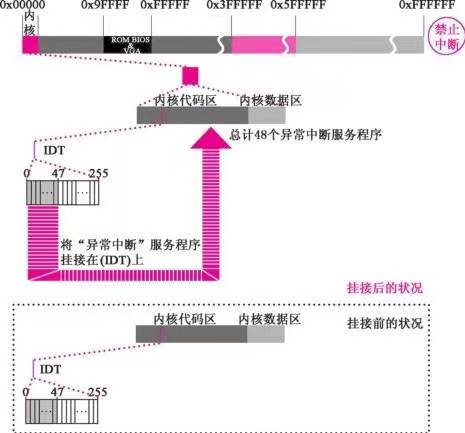 0x00000 0x9FFFF 0xFFFFF 0x3FFFFF 0x5FFFFF 0xFFFFFF
内核
ROM BIOS
&
VGA
禁止
中断
内核代码区 内核数据区
总计48个异常中断服务程序
IDT
0 47 255
... ...
将“异常中断”服务程序
挂接在(IDT)上
挂接后的状况
挂接前的状况
内核代码区 内核数据区
IDT
0 47 255
... ...